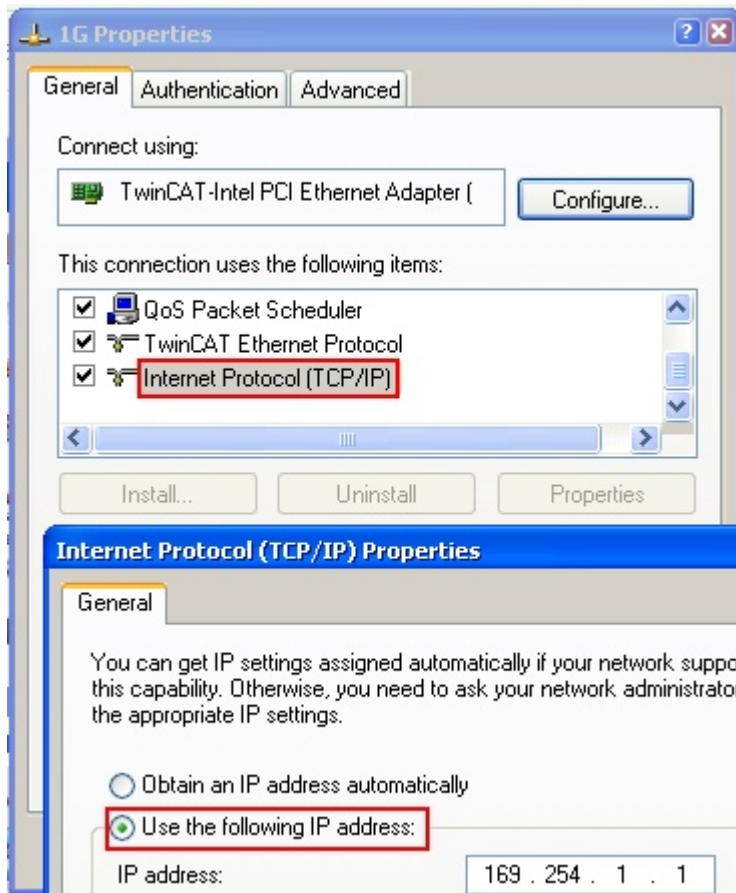 1G Properties
General Authentication Advanced
Connect using:
TwinCAT-Intel PCI Ethernet Adapter ( Configure...
This connection uses the following items:
QoS Packet Scheduler
TwinCAT Ethernet Protocol
Internet Protocol (TCP/IP)
Install... Uninstall Properties
Internet Protocol (TCP/IP) Properties
General
You can get IP settings assigned automatically if your network suppo
this capability. Otherwise, you need to ask your network administrato
the appropriate IP settings.
Obtain an IP address automatically
Use the following IP address:
IP address: 169 . 254 . 1 . 1